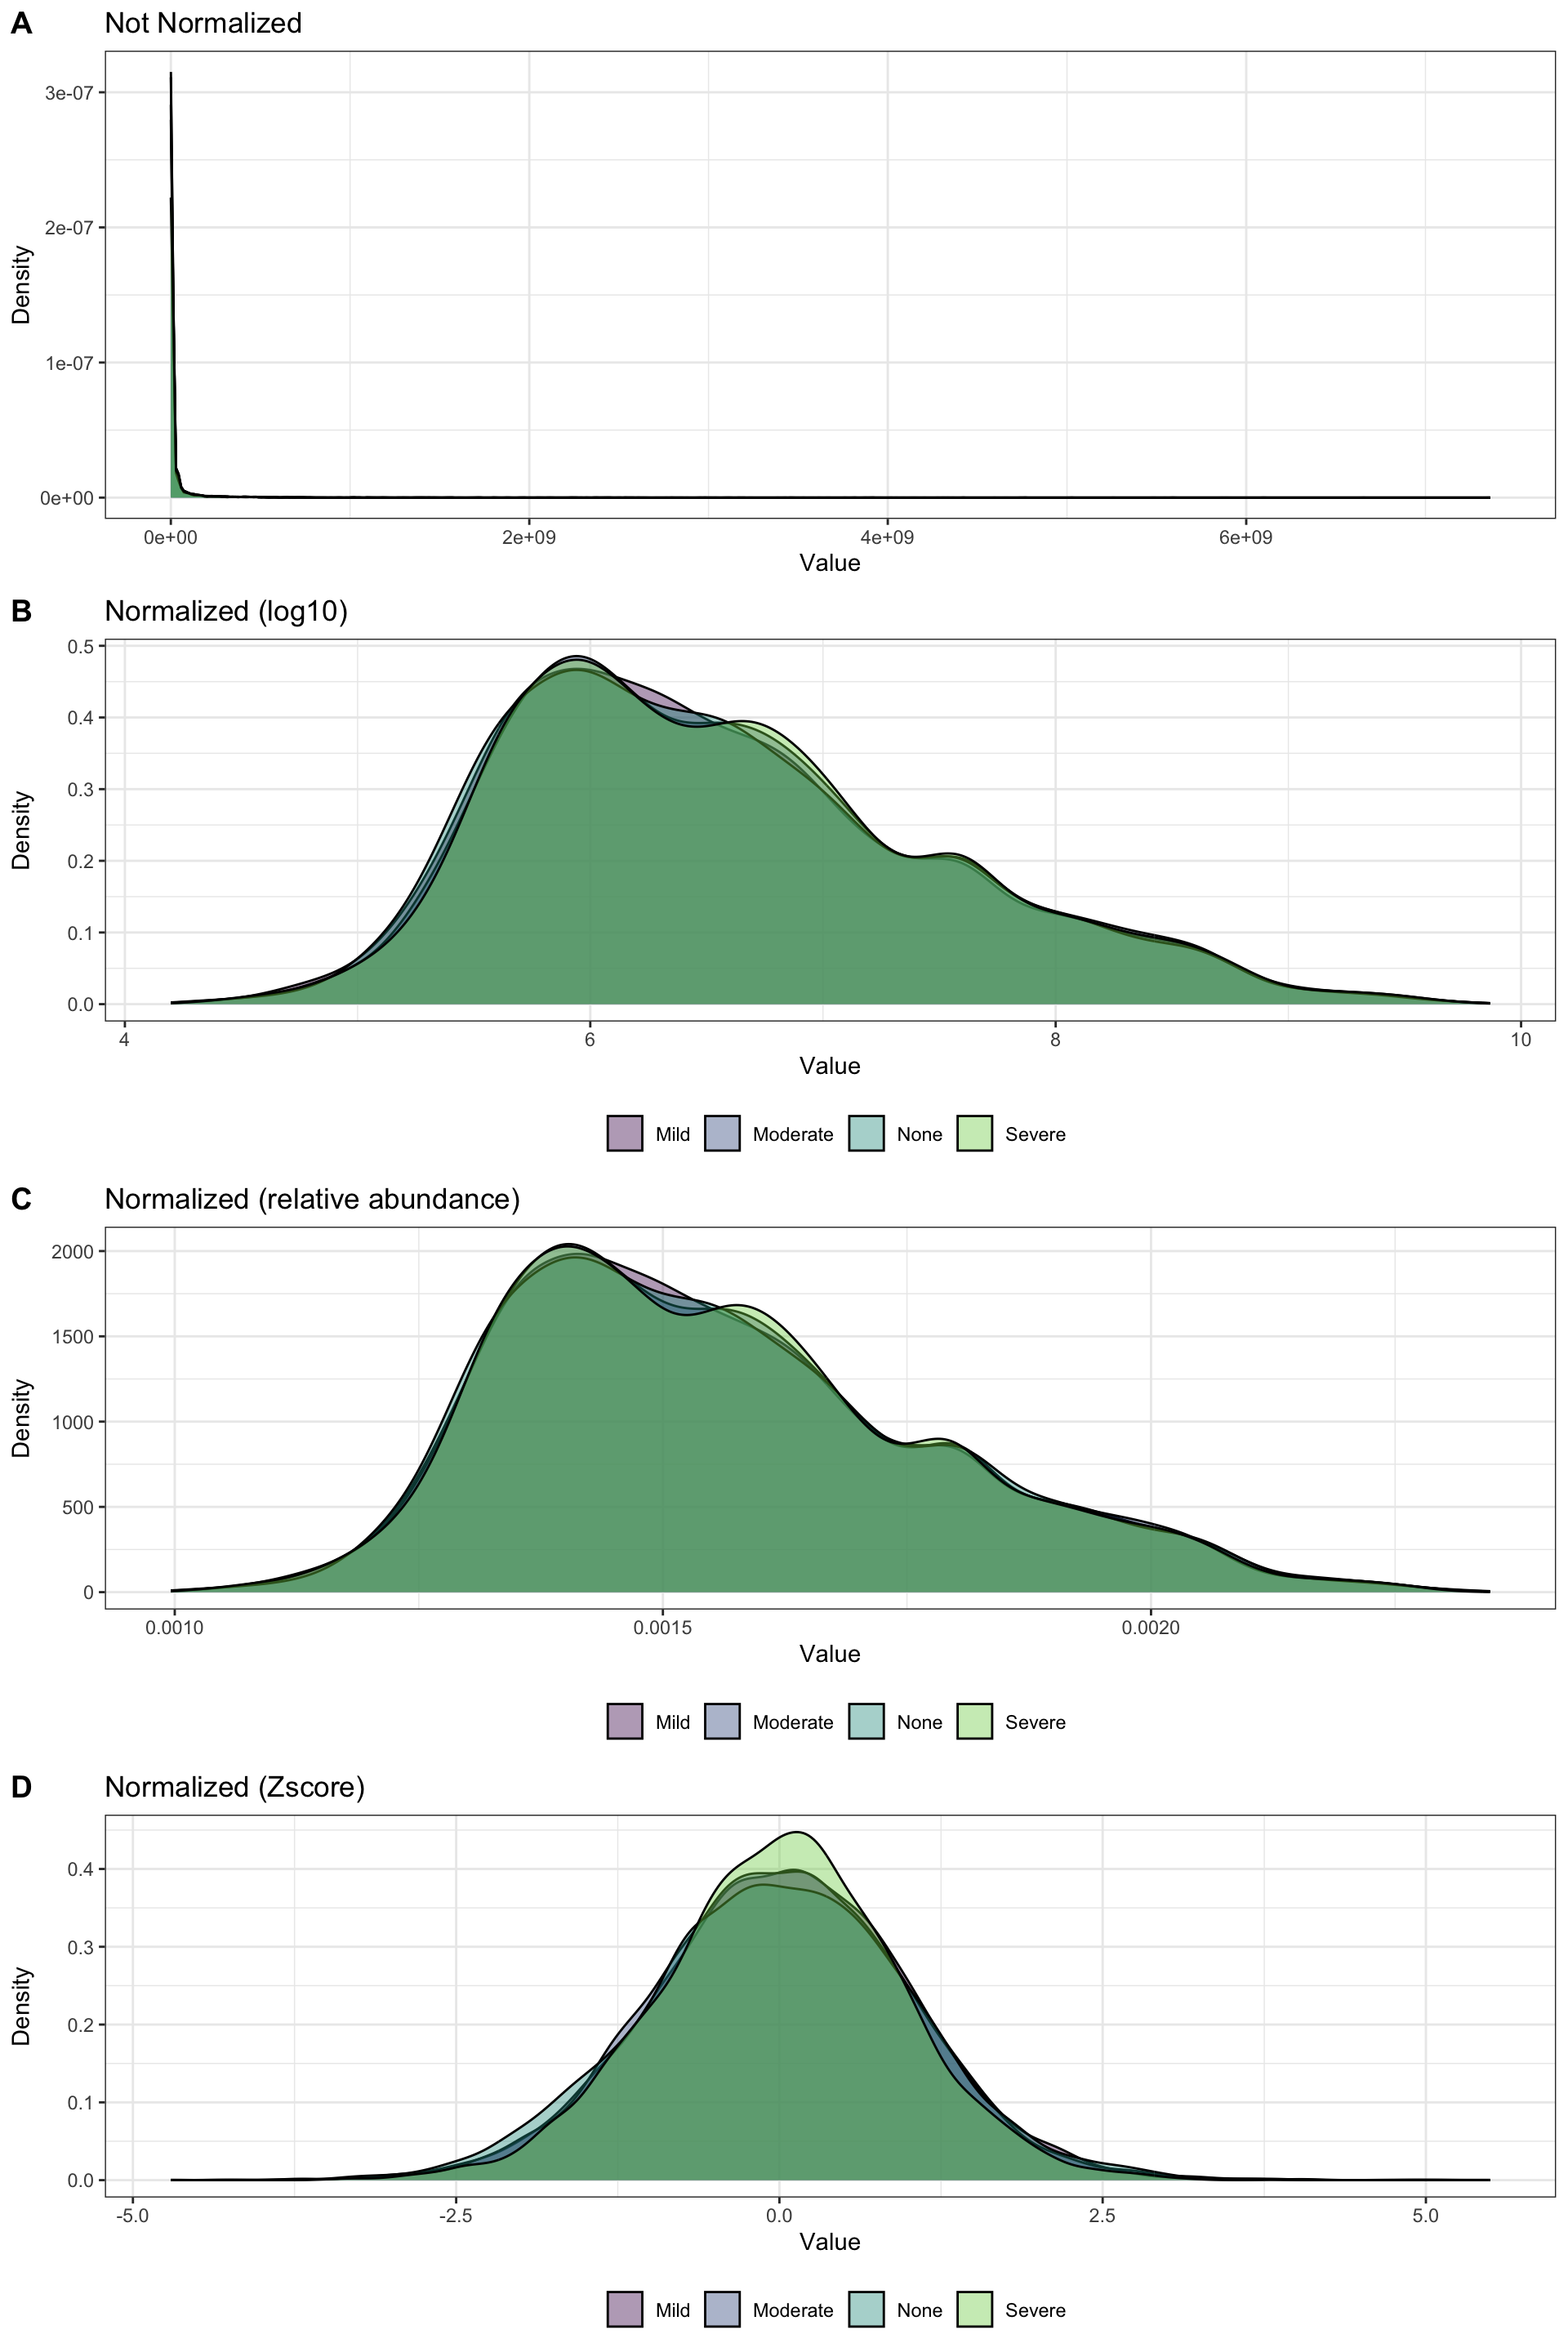 A Not Normalized
3e-07
2e-07
1e-07
0e+00
Density
0e+00 2e+09 4e+09 6e+09
Value
B Normalized (log10)
0.5
0.4
0.3
0.2
0.1
0.0
Density
4 6 8 10
Value
Mild Moderate None Severe
C Normalized (relative abundance)
2000
1500
1000
500
0
Density
0.0010 0.0015 0.0020
Value
Mild Moderate None Severe
D Normalized (Zscore)
0.4
0.3
0.2
0.1
0.0
Density
-5.0 -2.5 0.0 2.5 5.0
Value
Mild Moderate None Severe